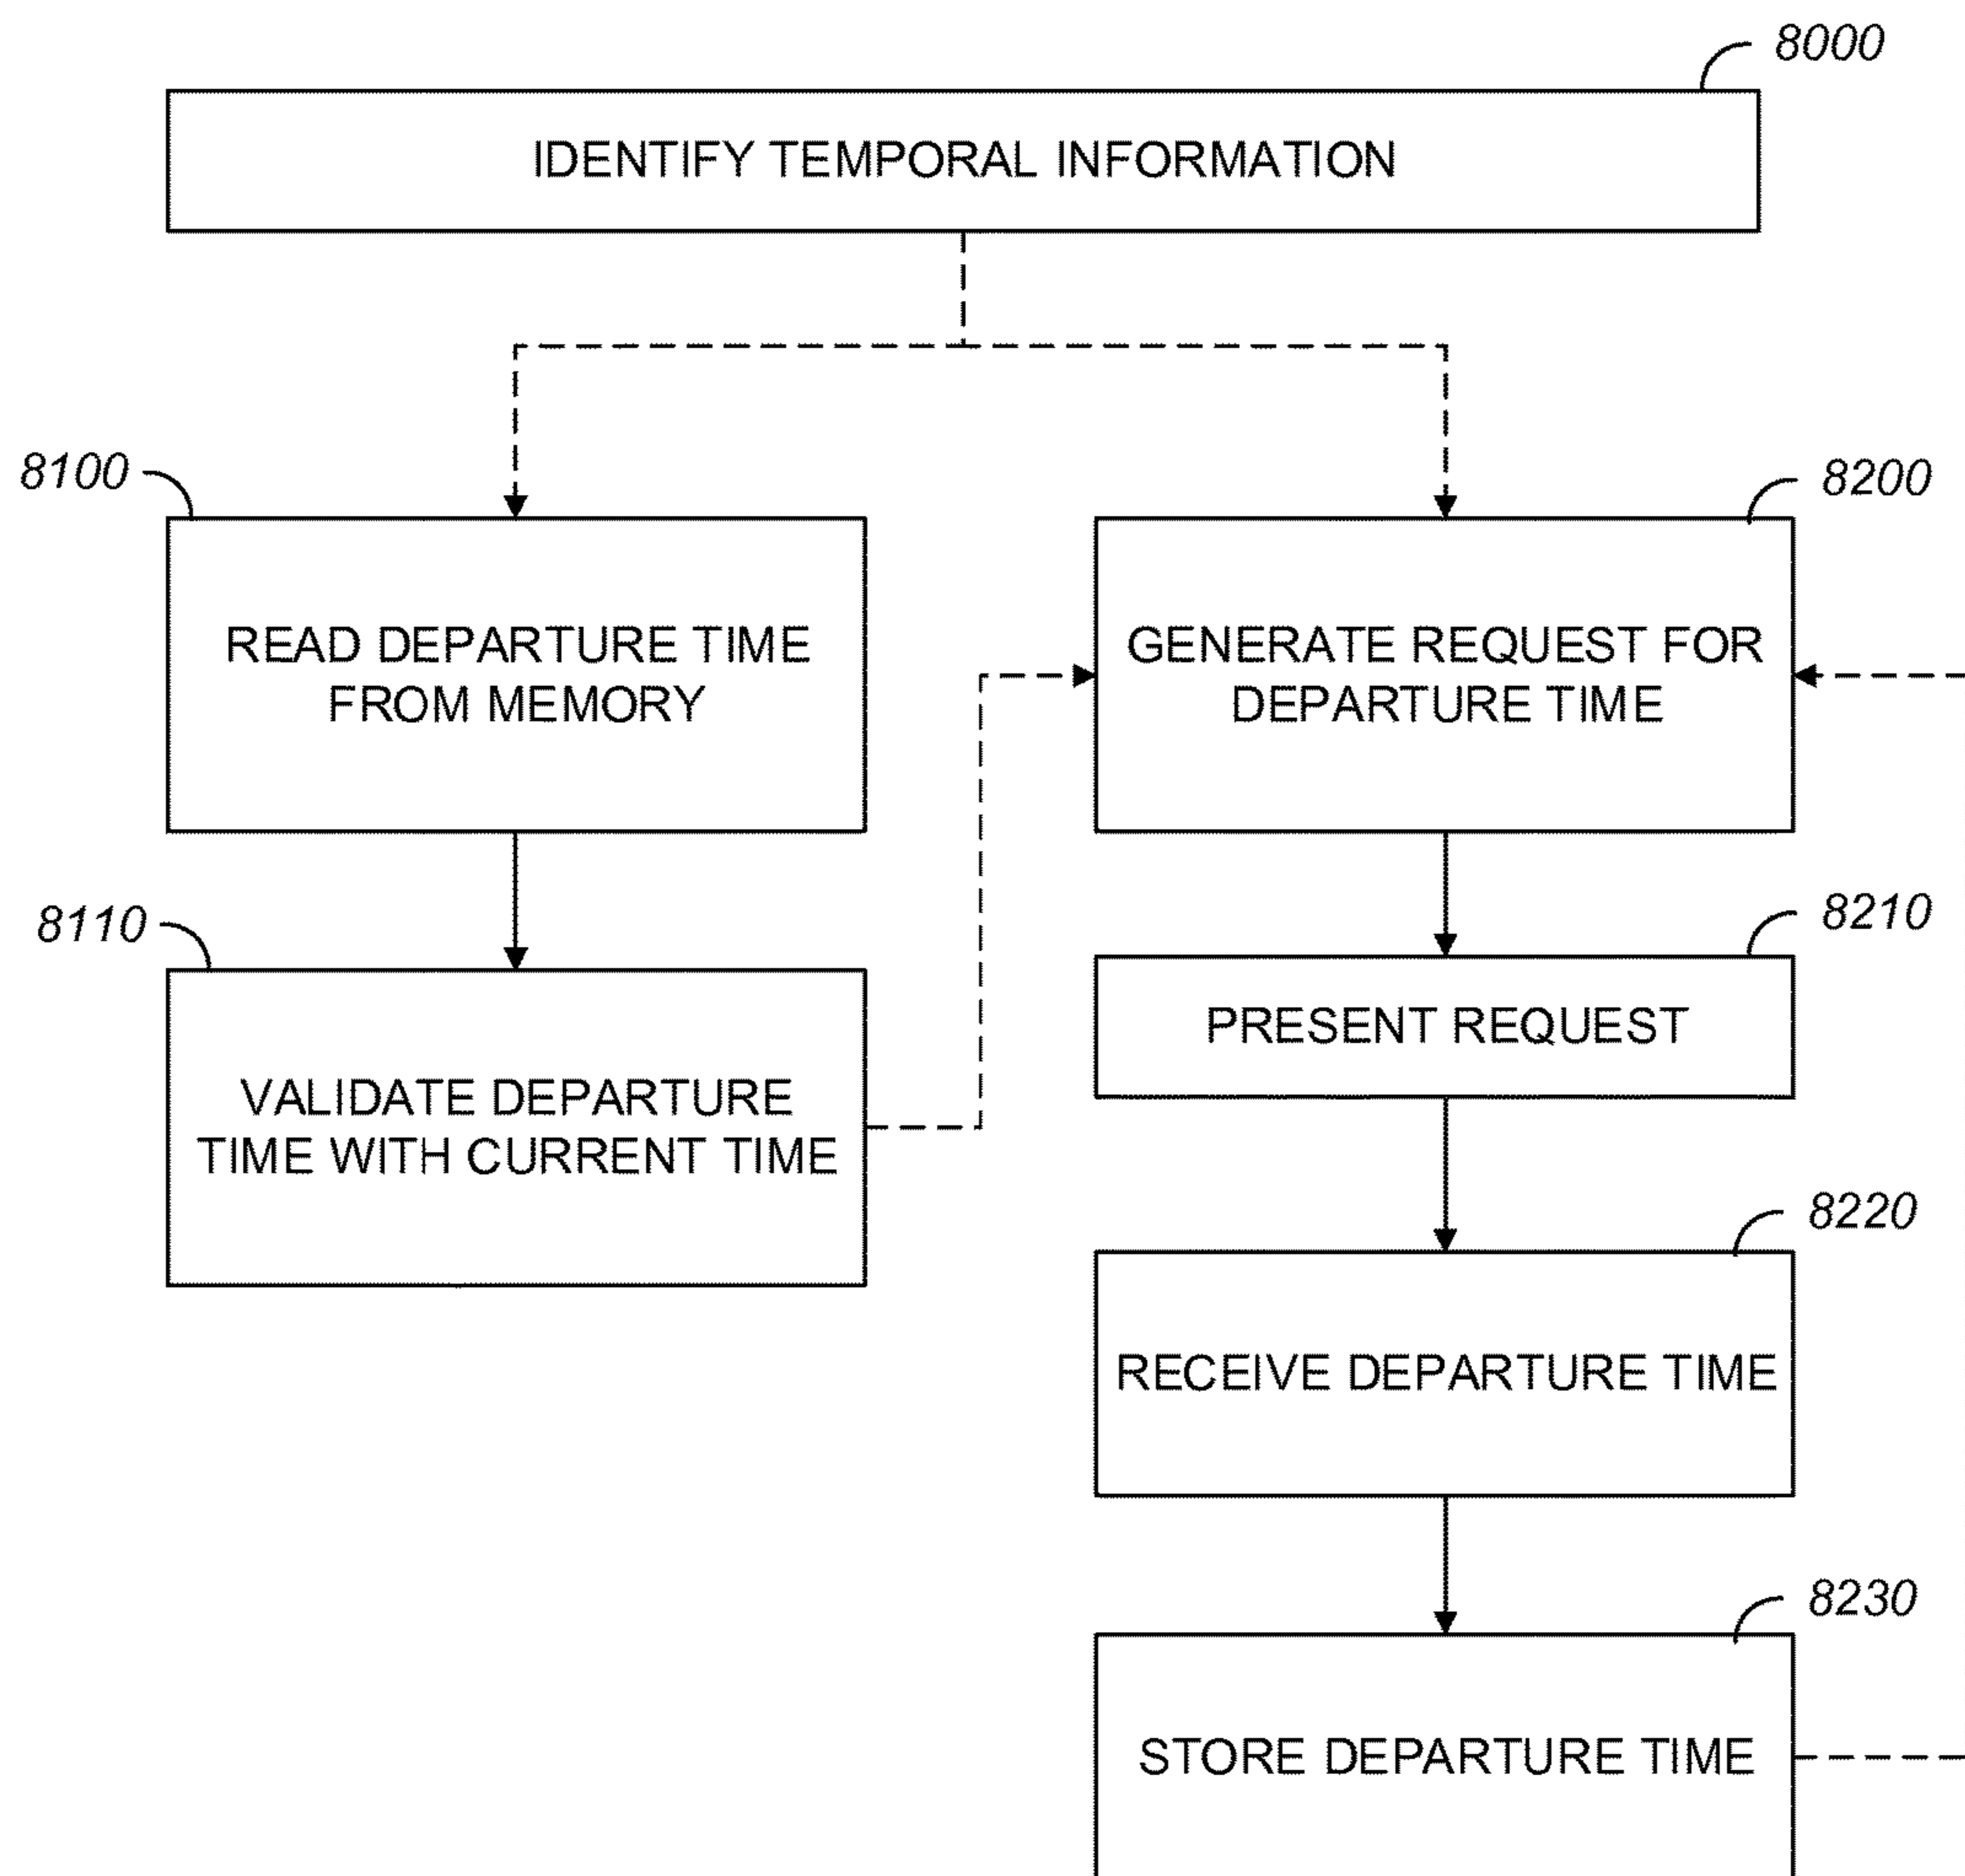 8000
IDENTIFY TEMPORAL INFORMATION
8100
8200
READ DEPARTURE TIME
FROM MEMORY
GENERATE REQUEST FOR
DEPARTURE TIME
8110
8210
PRESENT REQUEST
VALIDATE DEPARTURE
TIME WITH CURRENT TIME
8220
RECEIVE DEPARTURE TIME
8230
STORE DEPARTURE TIME